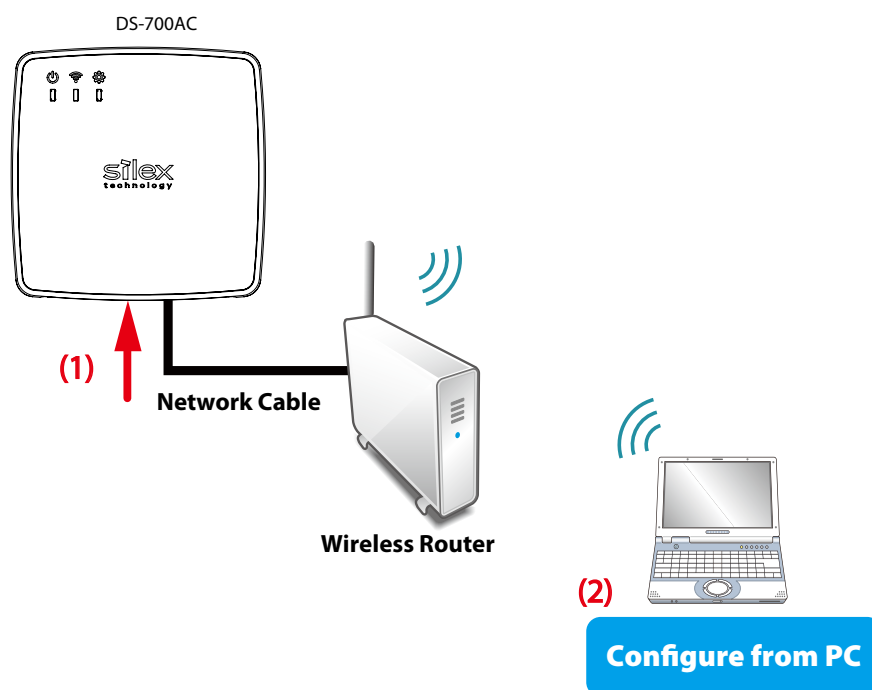 DS-700AC
silex
technology
(1)
Network Cable
Wireless Router
(2)
Configure from PC